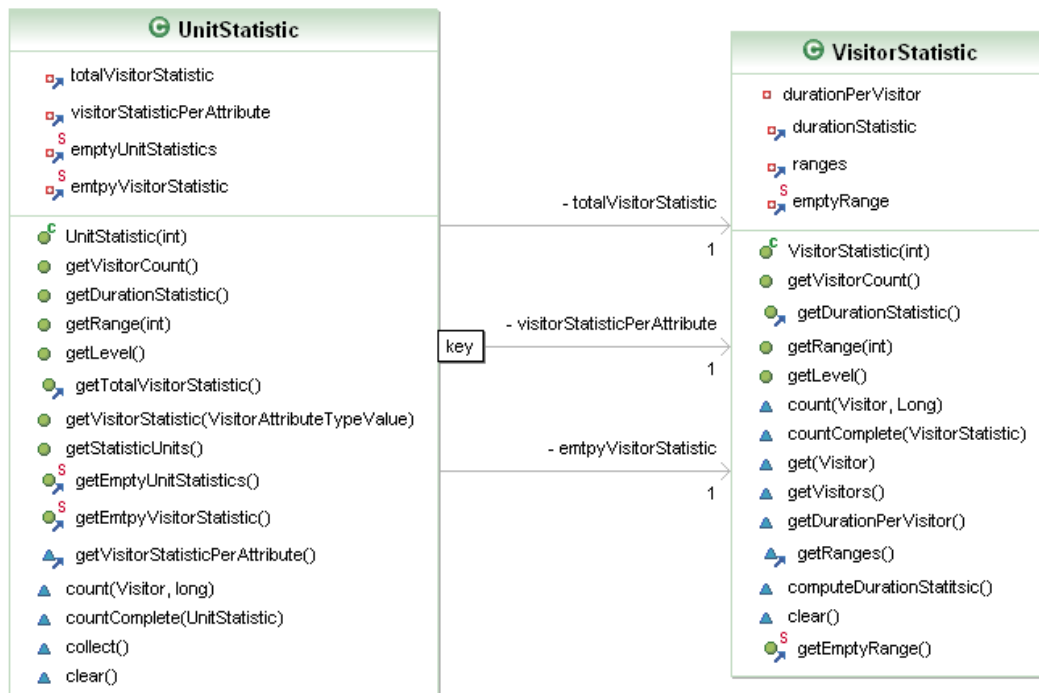 UnitStatistic
totalVisitorStatistic
visitorStatisticPerAttribute
S
emptyUnitStatistics
S
emtpyVisitorStatistic
C
UnitStatistic(int)
getVisitorCount()
getDurationStatistic()
getRange(int)
getLevel()
getTotalVisitorStatistic()
getVisitorStatistic(VisitorAttributeTypeValue)
getStatisticUnits()
S
getEmptyUnitStatistics()
S
getEmtpyVisitorStatistic()
getVisitorStatisticPerAttribute()
count(Visitor, long)
countComplete(UnitStatistic)
collect()
clear()
- totalVisitorStatistic
1
key
- visitorStatisticPerAttribute
1
- emtpyVisitorStatistic
1
C
VisitorStatistic
durationPerVisitor
durationStatistic
ranges
S
emptyRange
C
VisitorStatistic(int)
getVisitorCount()
getDurationStatistic()
getRange(int)
getLevel()
count(Visitor, Long)
countComplete(VisitorStatistic)
get(Visitor)
getVisitors()
getDurationPerVisitor()
getRanges()
computeDurationStatitsic()
clear()
S
getEmptyRange()